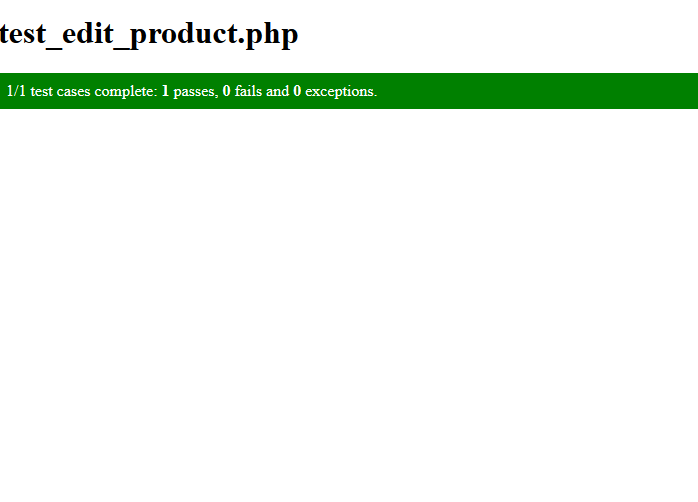 test_edit_product.php
1/1 test cases complete: 1 passes, 0 fails and 0 exceptions.